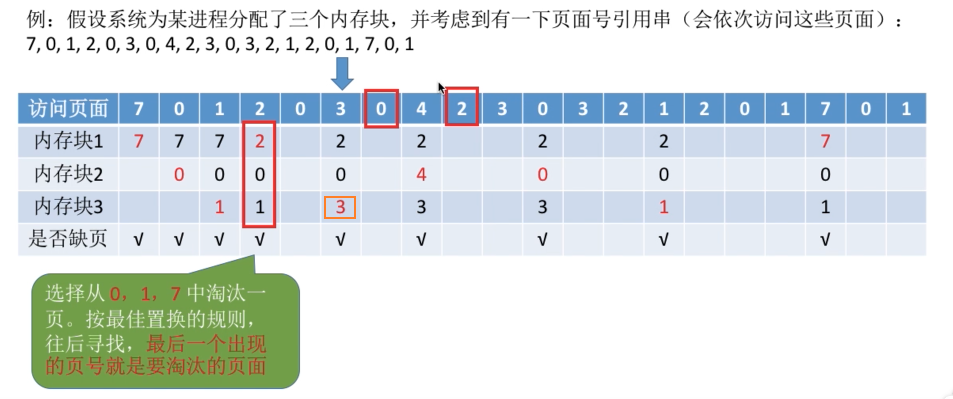 例：假设系统为某进程分配了三个内存块，并考虑到有一下页面号引用串（会依次访问这些页面）：
7, 0, 1, 2, 0, 3, 0, 4, 2, 3, 0, 3, 2, 1, 2, 0, 1, 7, 0, 1
访问页面 7 0 1 2 0 3 0 4 2 3 0 3 2 1 2 0 1 7 0 1
内存块1 7 7 7 2 2 2 2 2 7
内存块2 0 0 0 0 4 0 0 0
内存块3 1 1 3 3 3 1 1
是否缺页 √ √ √ √ √ √ √ √ √
选择从 0，1，7 中淘汰一
页。按最佳置换的规则，
往后寻找，最后一个出现
的页号就是要淘汰的页面